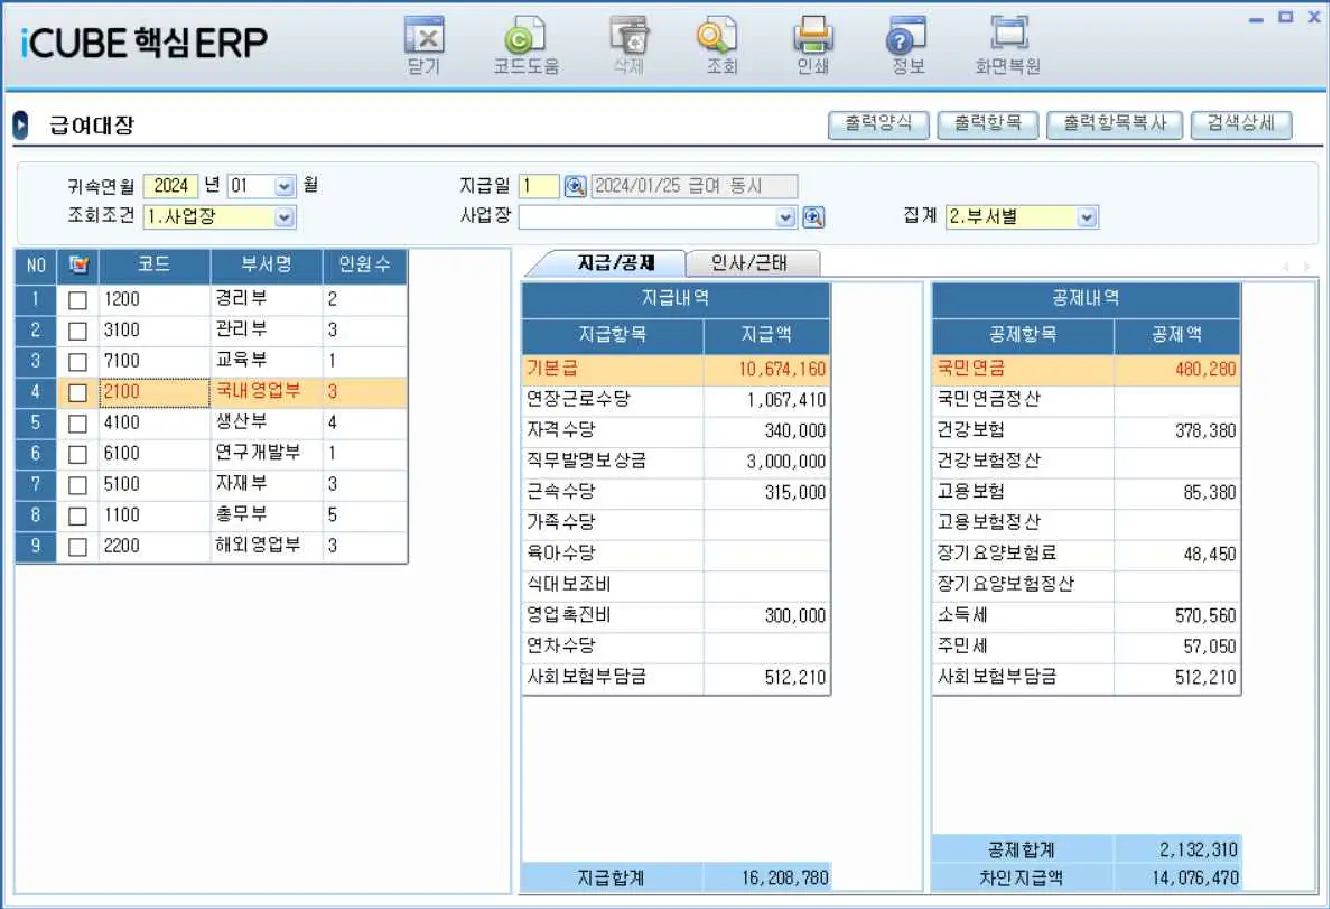 iCUBE 핵심ERP
닫기 코드도움 삭제 조회 인쇄 정보 화면복원
급여대장
출력양식 출력항목 출력항목복사 검색상세
귀속연월 2024 년 01 월 지급일 1 2024/01/25 급여 동시
조회조건 1.사업장 사업장 집계 2.부서별
NO 코드 부서명 인원수
1 1200 경리부 2
2 3100 관리부 3
3 7100 교육부 1
4 2100 국내영업부 3
5 4100 생산부 4
6 6100 연구개발부 1
7 5100 자재부 3
8 1100 총무부 5
9 2200 해외영업부 3
지급/공제 인사/근태
지급내역
지급항목 지급액
기본급 10,674,160
연장근로수당 1,067,410
자격수당 340,000
직무발명보상금 3,000,000
근속수당 315,000
가족수당
육아수당
식대보조비
영업촉진비 300,000
연차수당
사회보험부담금 512,210
지급합계 16,208,780
공제내역
공제항목 공제액
국민연금 480,280
국민연금정산
건강보험 378,380
건강보험정산
고용보험 85,380
고용보험정산
장기요양보험료 48,450
장기요양보험정산
소득세 570,560
주민세 57,050
사회보험부담금 512,210
공제합계 2,132,310
차인지급액 14,076,470